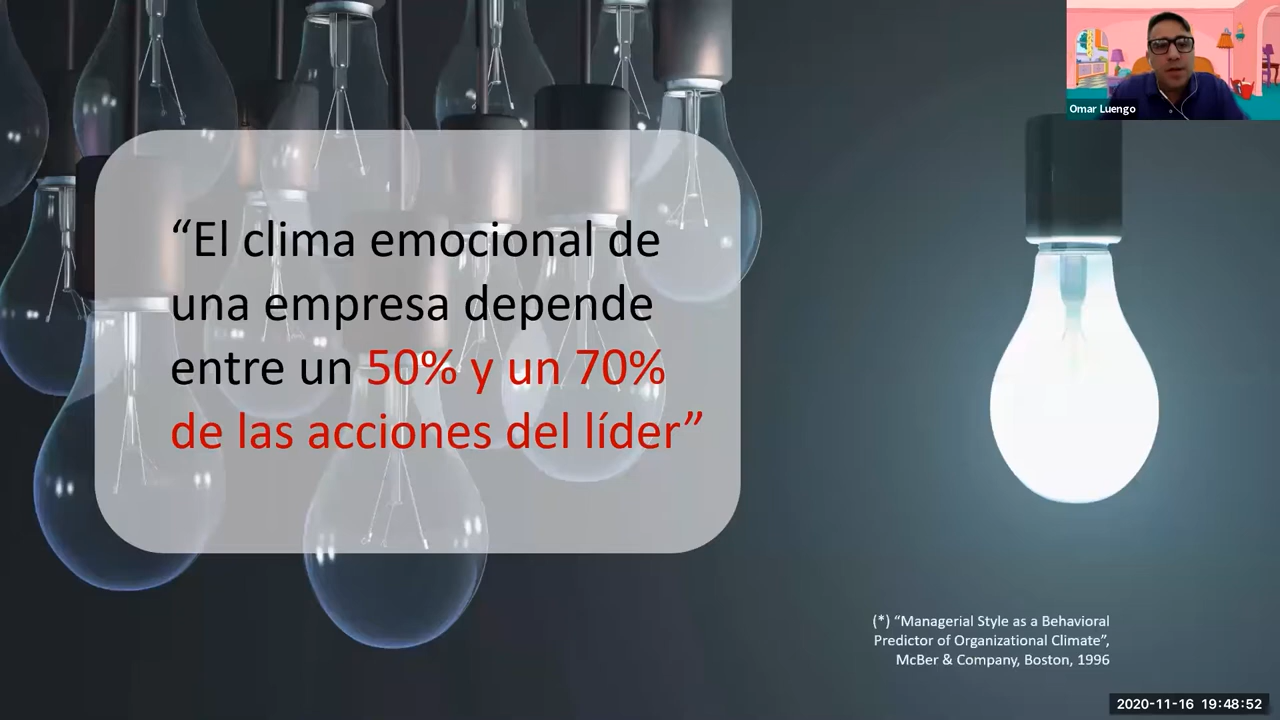 Omar Luengo
“El clima emocional de
una empresa depende
entre un 50% y un 70%
de las acciones del líder”
(*) “Managerial Style as a Behavioral
Predictor of Organizational Climate”,
McBer & Company, Boston, 1996
2020-11-16 19:48:52